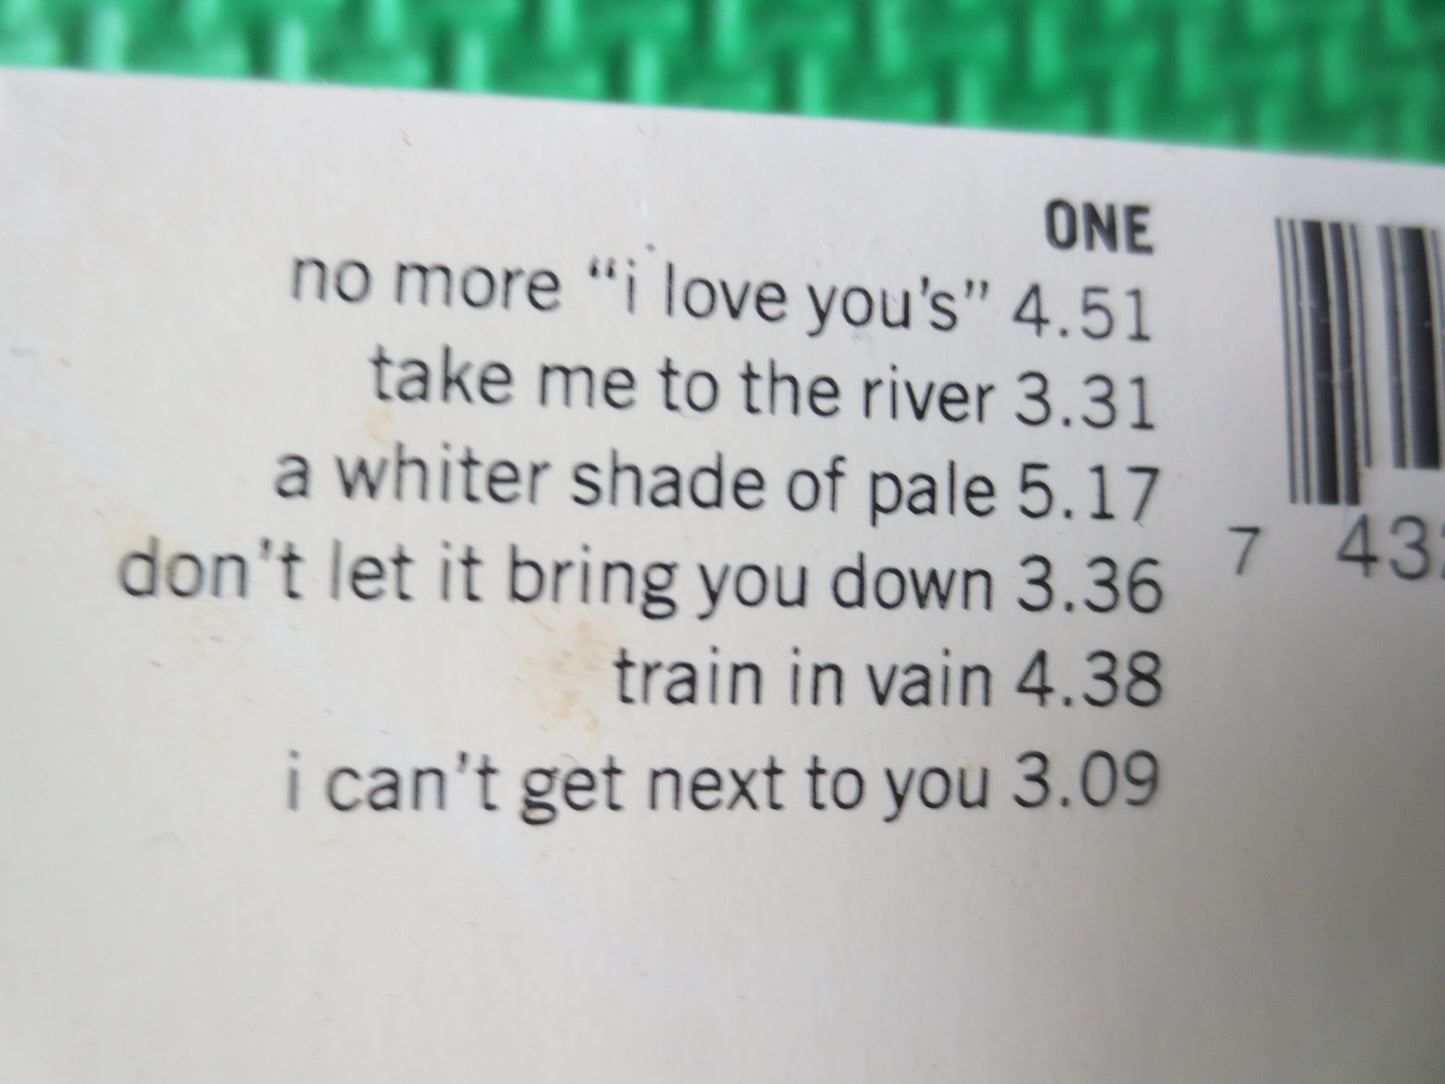 ONE
no more “i love you's” 4.51
take me to the river 3.31
a whiter shade of pale 5.17
don't let it bring you down 3.36
train in vain 4.38
i can't get next to you 3.09
7 43